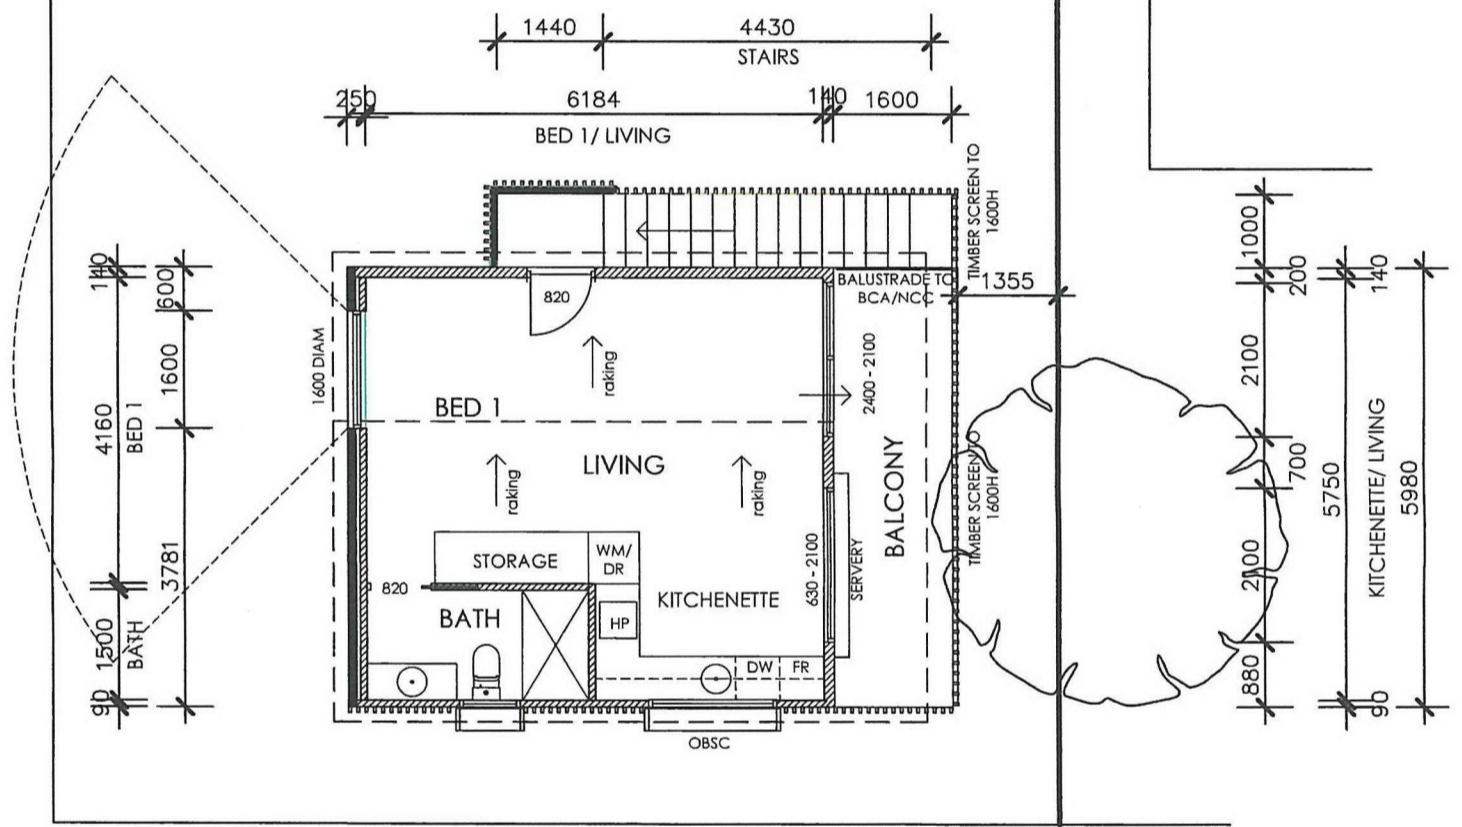 1440
4430
STAIRS
250
6184
140
1600
BED 1/ LIVING
TIMBER SCREEN TO
1600H
BALUSTRADE TO
BCA/NCC
1355
820
raking
1600 DIAM
2400 - 2100
BED 1
LIVING
raking
raking
BALCONY
TIMBER SCREEN TO
1600H
STORAGE
WM/
DR
820
BATH
HP
KITCHENETTE
630 - 2100
SERVERY
DW
FR
OBSC
140
4160
BED 1
1500
BATH
90
600
1600
3781
1000
200
2100
700
2100
880
140
5750
90
KITCHENETTE/ LIVING
5980